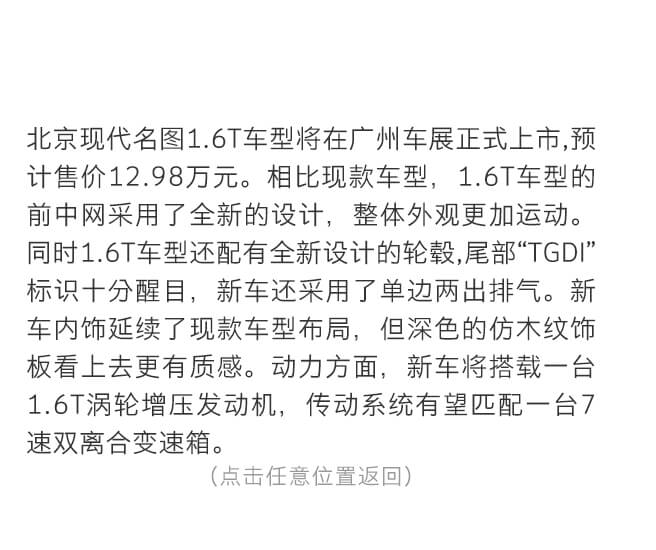 北京现代名图1.6T车型将在广州车展正式上市,预
计售价12.98万元。相比现款车型，1.6T车型的
前中网采用了全新的设计，整体外观更加运动。
同时1.6T车型还配有全新设计的轮毂,尾部“TGDI”
标识十分醒目，新车还采用了单边两出排气。新
车内饰延续了现款车型布局，但深色的仿木纹饰
板看上去更有质感。动力方面，新车将搭载一台
1.6T涡轮增压发动机，传动系统有望匹配一台7
速双离合变速箱。
（点击任意位置返回）